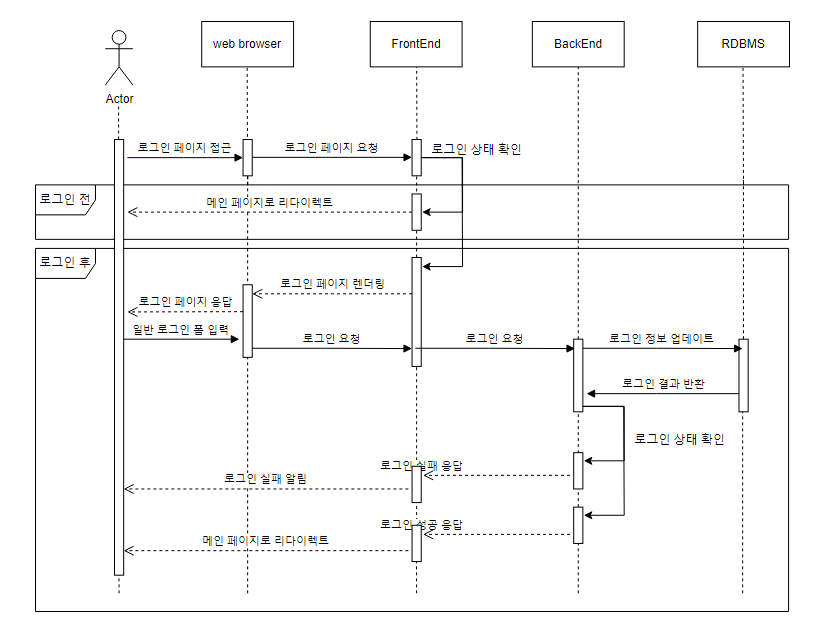 web browser
FrontEnd
BackEnd
RDBMS
Actor
로그인 페이지 접근
로그인 페이지 요청
로그인 상태 확인
로그인 전
메인 페이지로 리다이렉트
로그인 후
로그인 페이지 렌더링
로그인 페이지 응답
일반 로그인 폼 입력
로그인 요청
로그인 요청
로그인 정보 업데이트
로그인 결과 반환
로그인 상태 확인
로그인 실패 응답
로그인 실패 알림
로그인 성공 응답
메인 페이지로 리다이렉트